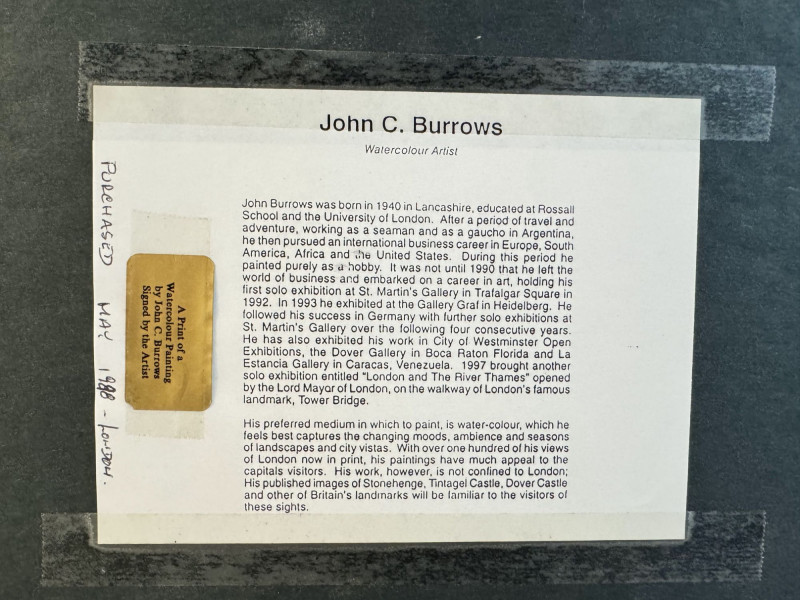 John C. Burrows
Watercolour Artist
John Burrows was born in 1940 in Lancashire, educated at Rossall
School and the University of London. After a period of travel and
adventure, working as a seaman and as a gaucho in Argentina,
he then pursued an international business career in Europe, South
America, Africa and the United States. During this period he
painted purely as a hobby. It was not until 1990 that he left the
world of business and embarked on a career in art, holding his
first solo exhibition at St. Martin's Gallery in Trafalgar Square in
1992. In 1993 he exhibited at the Gallery Graf in Heidelberg. He
followed his success in Germany with further solo exhibitions at
St. Martin's Gallery over the following four consecutive years.
He has also exhibited his work in City of Westminster Open
Exhibitions, the Dover Gallery in Boca Raton Florida and La
Estancia Gallery in Caracas, Venezuela. 1997 brought another
solo exhibition entitled "London and The River Thames" opened
by the Lord Mayor of London, on the walkway of London's famous
landmark, Tower Bridge.
His preferred medium in which to paint, is water-colour, which he
feels best captures the changing moods, ambience and seasons
of landscapes and city vistas. With over one hundred of his views
of London now in print, his paintings have much appeal to the
capitals visitors. His work, however, is not confined to London;
His published images of Stonehenge, Tintagel Castle, Dover Castle
and other of Britain's landmarks will be familiar to the visitors of
these sights.
A Print of a
Watercolour Painting
by John C. Burrows
Signed by the Artist
PURCHASED MAY - LONDON.